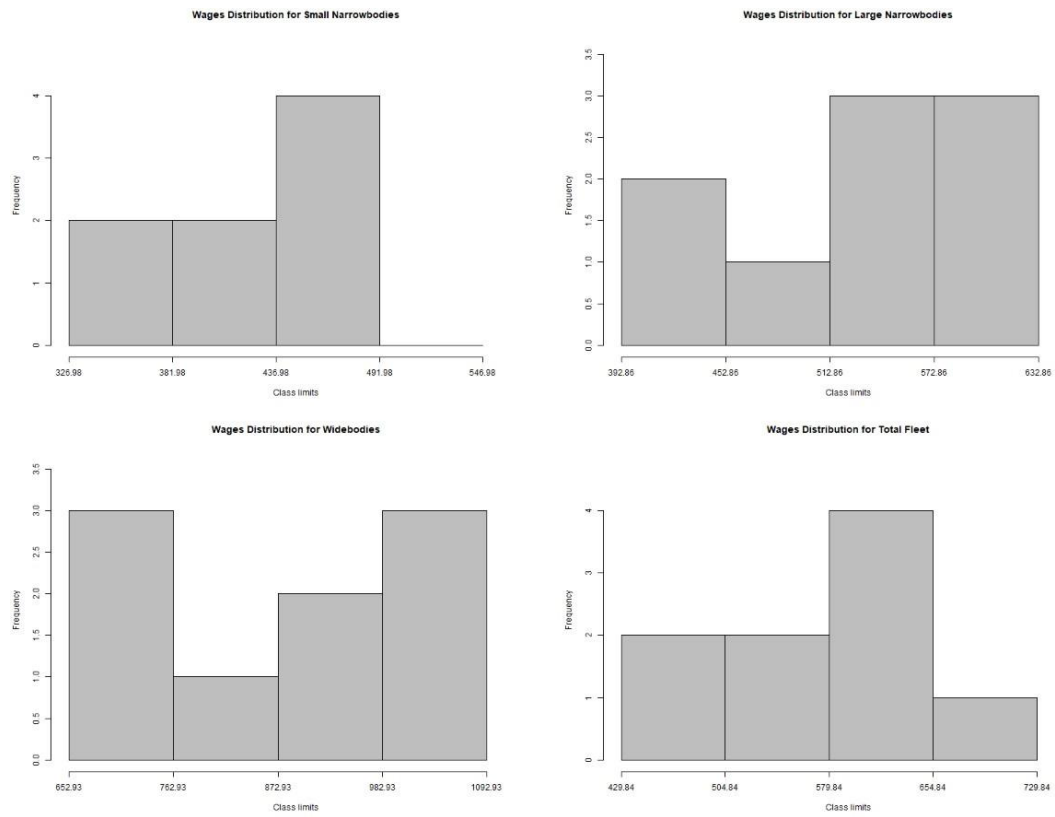 Wages Distribution for Small Narrowbodies
4
3
2
1
0
Frequency
326.98 381.98 436.98 491.98 546.98
Class limits
Wages Distribution for Large Narrowbodies
3.5
3.0
2.5
2.0
1.5
1.0
0.5
0.0
Frequency
392.86 452.86 512.86 572.86 632.86
Class limits
Wages Distribution for Widebodies
3.5
3.0
2.5
2.0
1.5
1.0
0.5
0.0
Frequency
652.93 762.93 872.93 982.93 1092.93
Class limits
Wages Distribution for Total Fleet
4
3
2
1
0
Frequency
429.84 504.84 579.84 654.84 729.84
Class limits